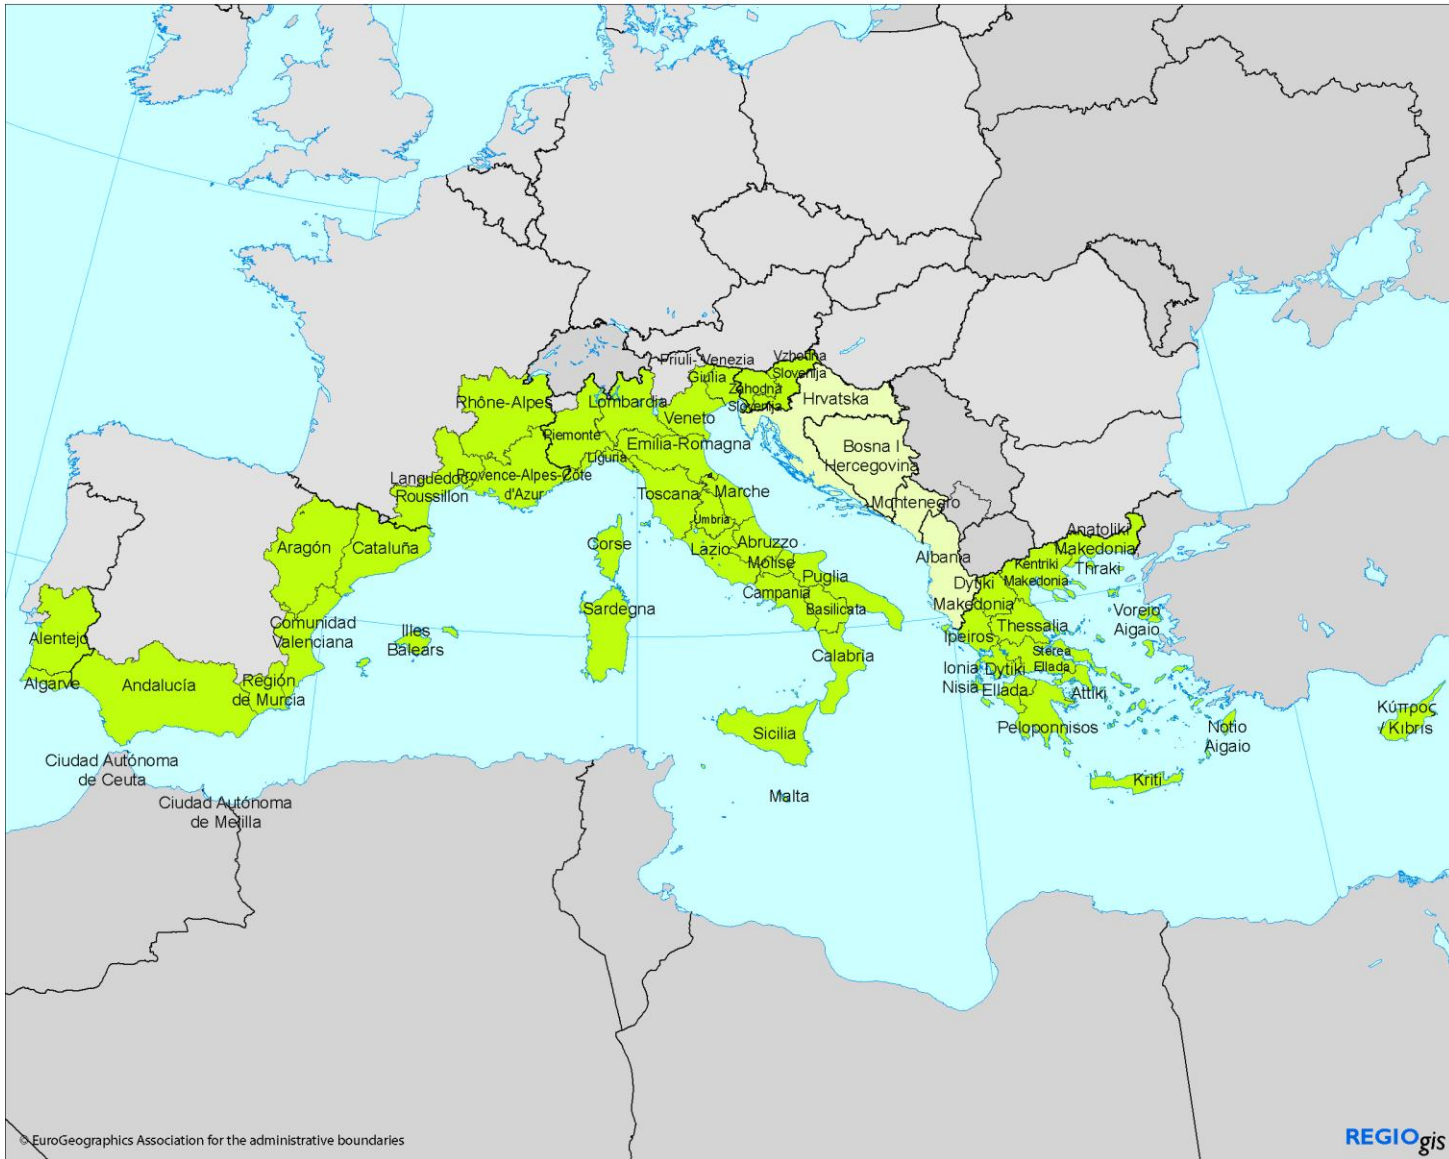 Friuli- Venezia
Giulia
Vzhodna
Slovenija
Zahodna
Slovenija
Hrvatska
Rhône-Alpes
Lombardia
Veneto
Piemonte
Emilia-Romagna
Liguria
Bosna I
Hercegovina
Languedoc-
Roussillon
Provence-Alpes-Côte
d'Azur
Toscana
Marche
Montenegro
Umbria
Aragón
Cataluña
Corse
Lazio
Abruzzo
Molise
Albania
Anatoliki
Makedonia
Thraki
Kentriki
Makedonia
Puglia
Campania
Basilicata
Dytiki
Makedonia
Sardegna
Comunidad
Valenciana
Illes
Balears
Alentejo
Ipeiros
Thessalia
Voreio
Aigaio
Calabria
Sterea
Ellada
Ionia
Nisia
Dytiki
Ellada
Attiki
Algarve
Andalucía
Región
de Murcia
Sicilia
Peloponnisos
Notio
Aigaio
Κύπρος
/ Kıbrıs
Ciudad Autónoma
de Ceuta
Kriti
Malta
Ciudad Autónoma
de Melilla
© EuroGeographics Association for the administrative boundaries
REGIOgis